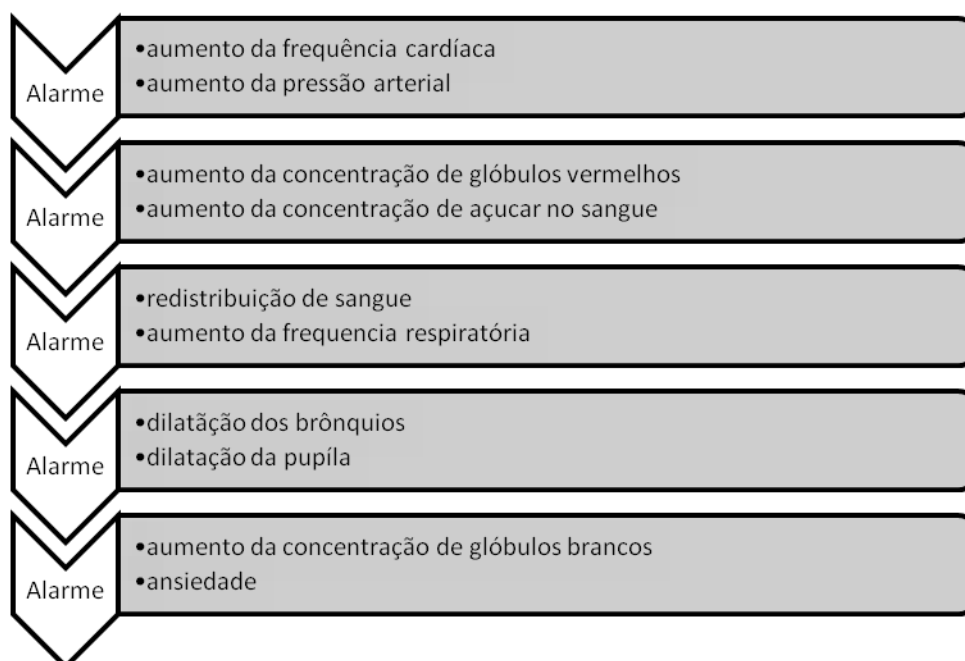 Alarme
•aumento da frequência cardíaca
•aumento da pressão arterial
Alarme
•aumento da concentração de glóbulos vermelhos
•aumento da concentração de açucar no sangue
Alarme
•redistribuição de sangue
•aumento da frequencia respiratória
Alarme
•dilatãção dos brônquios
•dilatação da pupíla
Alarme
•aumento da concentração de glóbulos brancos
•ansiedade